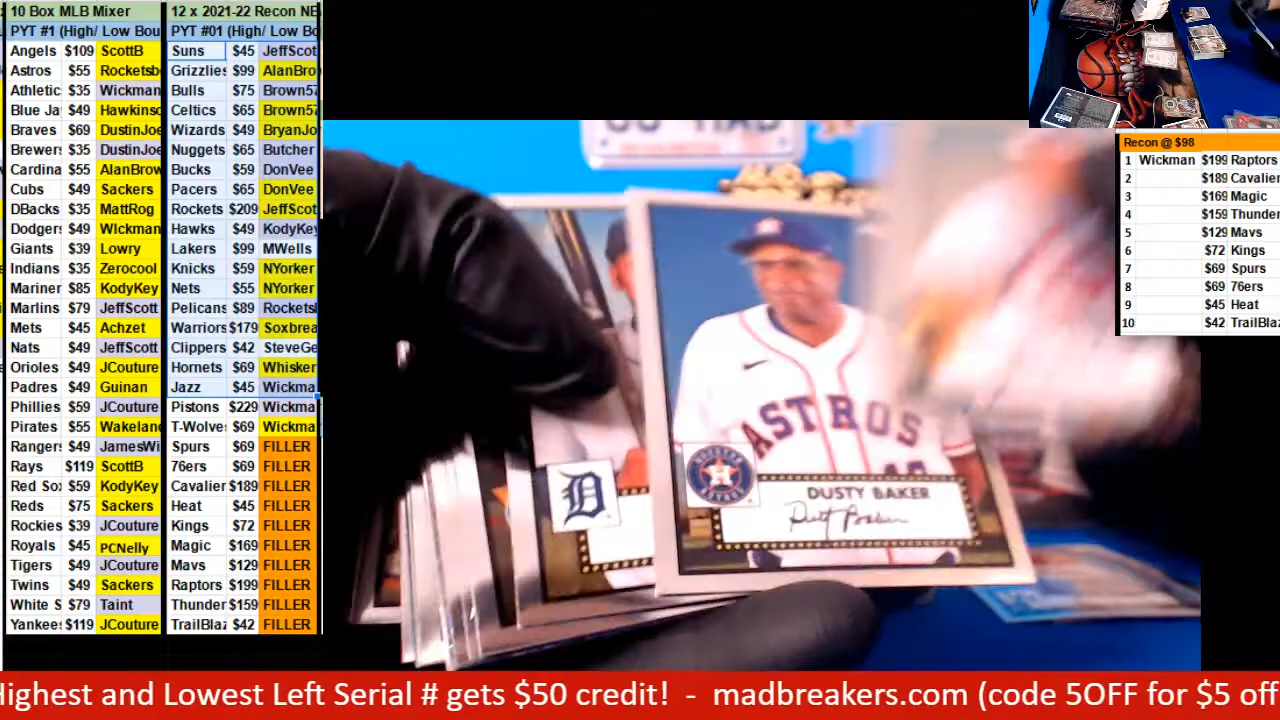 10 Box MLB Mixer
PYT #1 (High/ Low Bou
Angels $109 ScottB
Astros $55 Rocketsb
Athletic $35 Wickman
Blue Ja $49 Hawkins
Braves $69 DustinJoe
Brewer $35 DustinJoe
Cardina $55 AlanBrow
Cubs $49 Sackers
DBacks $35 MattRog
Dodgers $49 WIckman
Giants $39 Lowry
Indians $35 Zerocool
Mariner $85 KodyKey
Marlins $79 JeffScott
Mets $45 Achzet
Nats $49 JeffScott
Orioles $49 JCouture
Padres $49 Guinan
Phillies $59 JCouture
Pirates $55 Wakeland
Rangers $49 JamesWi
Rays $119 ScottB
Red So $59 KodyKey
Reds $75 Sackers
Rockies $39 JCouture
Royals $45 PCNelly
Tigers $49 JCouture
Twins $49 Sackers
White S $79 Taint
Yankee $119 JCouture
12 x 2021-22 Recon NB
PYT #01 (High/ Low Bo
Suns $45 JeffScot
Grizzlies $99 AlanBro
Bulls $75 Brown57
Celtics $65 Brown57
Wizards $49 BryanJo
Nuggets $65 Butcher
Bucks $59 DonVee
Pacers $65 DonVee
Rockets $209 JeffScot
Hawks $49 KodyKey
Lakers $99 MWells
Knicks $59 NYorker
Nets $55 NYorker
Pelicans $89 Rockets
Warriors $179 Soxbrea
Clippers $42 SteveGe
Hornets $69 Whisker
Jazz $45 Wickma
Pistons $229 Wickma
T-Wolve $69 Wickma
Spurs $69 FILLER
76ers $69 FILLER
Cavalier $189 FILLER
Heat $45 FILLER
Kings $72 FILLER
Magic $169 FILLER
Mavs $129 FILLER
Raptors $199 FILLER
Thunder $159 FILLER
TrailBla $42 FILLER
ASTROS
D
H
DUSTY BAKER
Recon @ $98
1 Wickman $199 Raptors
2 $189 Cavalier
3 $169 Magic
4 $159 Thunder
5 $129 Mavs
6 $72 Kings
7 $69 Spurs
8 $69 76ers
9 $45 Heat
10 $42 TrailBlaz
Highest and Lowest Left Serial # gets $50 credit! - madbreakers.com (code 5OFF for $5 off